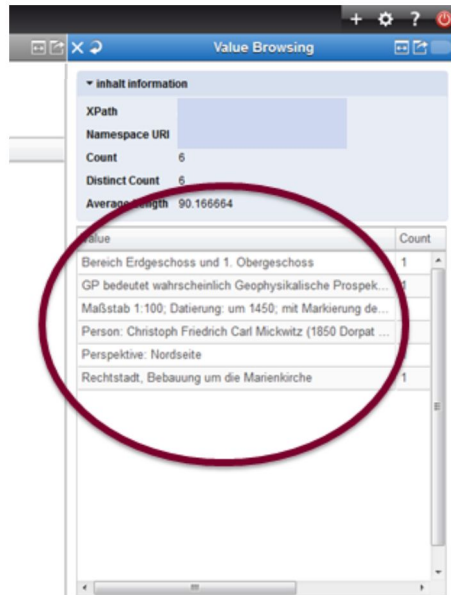 + ?
Value Browsing
inhalt information
XPath
Namespace URI
Count 6
Distinct Count 6
Average Length 90.166664
Value Count
Bereich Erdgeschoss und 1. Obergeschoss 1
GP bedeutet wahrscheinlich Geophysikalische Prospek... 1
Maßstab 1:100; Datierung: um 1450; mit Markierung de...
Person: Christoph Friedrich Carl Mickwitz (1850 Dorpat ...
Perspektive: Nordseite
Rechtstadt, Bebauung um die Marienkirche 1